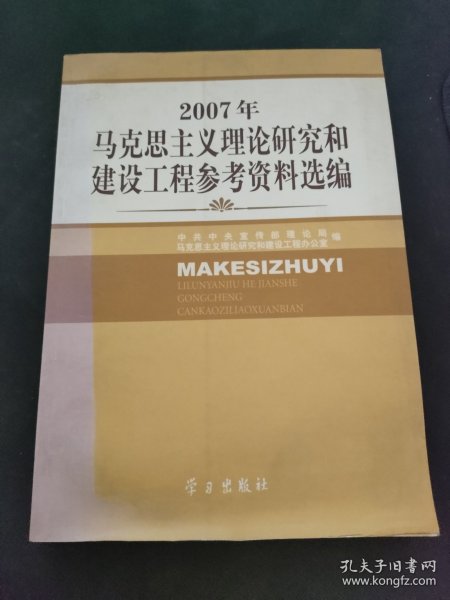 2007年
马克思主义理论研究和
建设工程参考资料选编
中共中央宣传部理论局
马克思主义理论研究和建设工程办公室 编
MAKESIZHUYI
LILUNYANJIU HE JIANSHE
GONGCHENG
CANKAOZILIAOXUANBIAN
学习出版社
孔夫子旧书网
www.kongfz.com